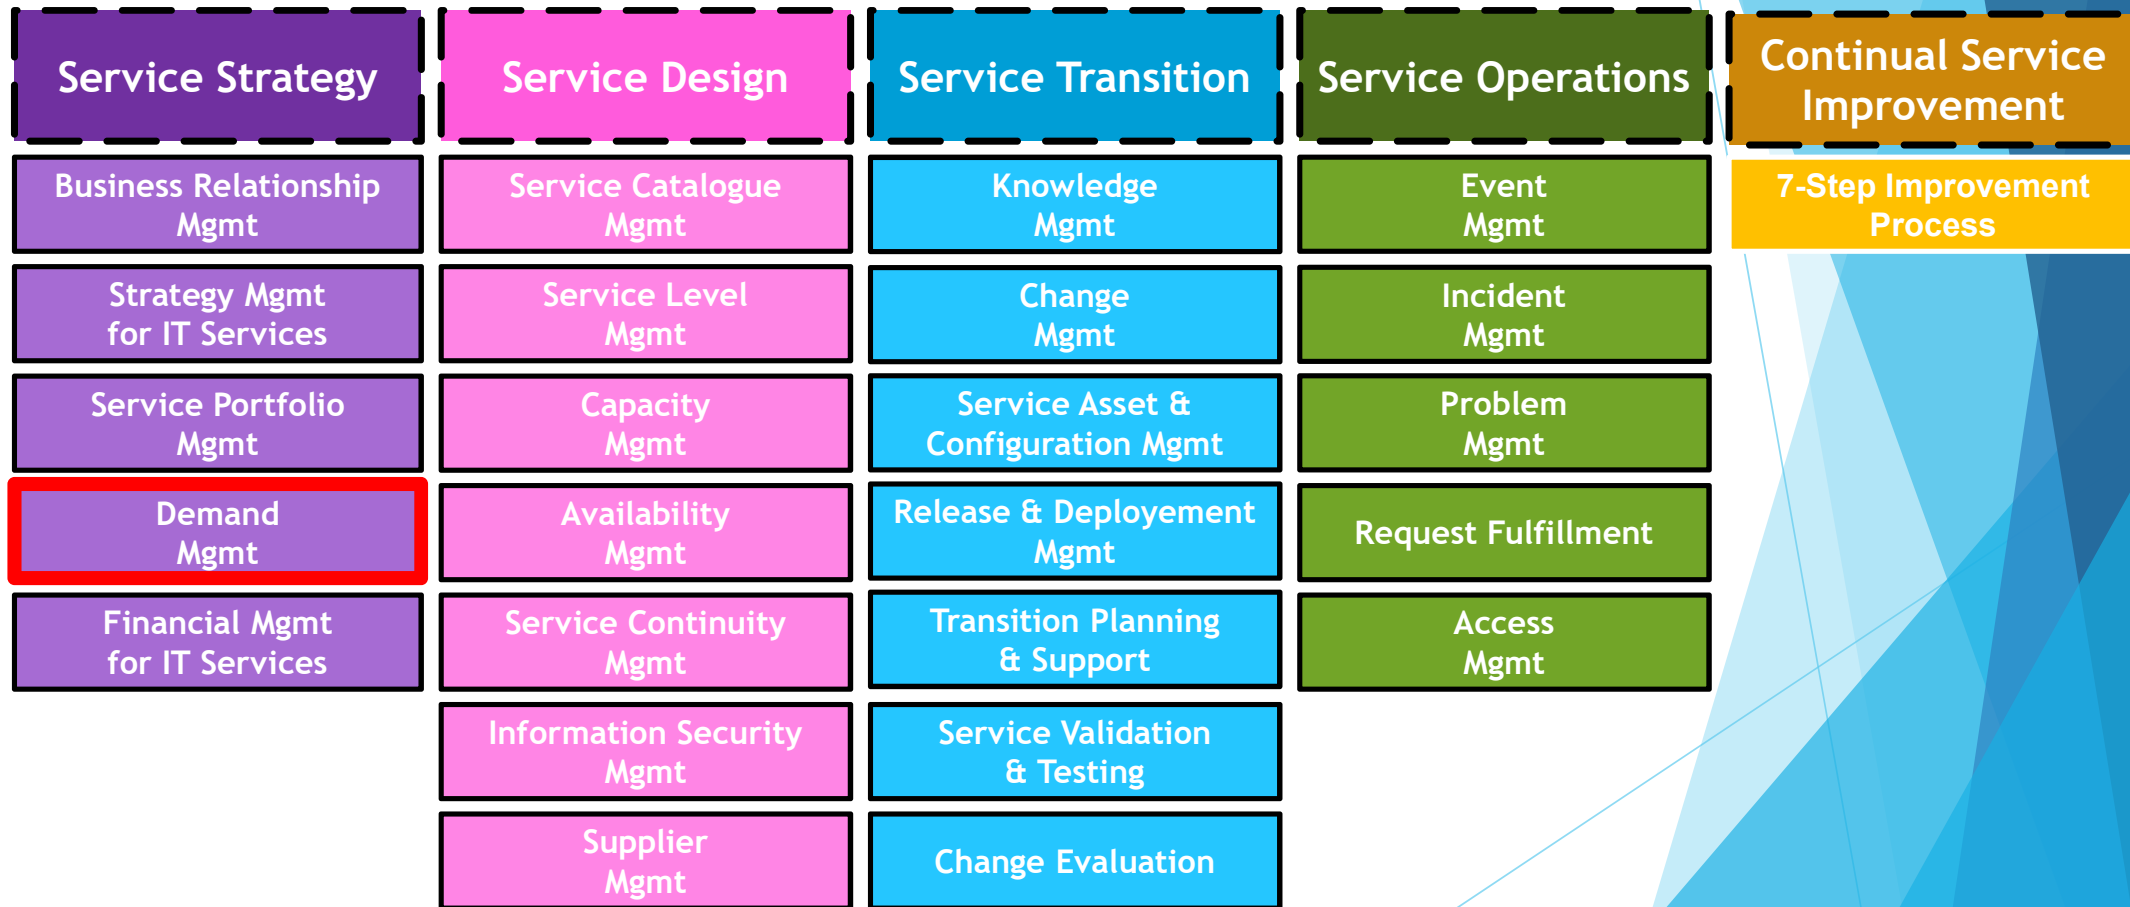 Service Strategy
Business Relationship
Mgmt
Strategy Mgmt
for IT Services
Service Portfolio
Mgmt
Demand
Mgmt
Financial Mgmt
for IT Services
Service Design
Service Catalogue
Mgmt
Service Level
Mgmt
Capacity
Mgmt
Availability
Mgmt
Service Continuity
Mgmt
Information Security
Mgmt
Supplier
Mgmt
Service Transition
Knowledge
Mgmt
Change
Mgmt
Service Asset &
Configuration Mgmt
Release & Deployement
Mgmt
Transition Planning
& Support
Service Validation
& Testing
Change Evaluation
Service Operations
Event
Mgmt
Incident
Mgmt
Problem
Mgmt
Request Fulfillment
Access
Mgmt
Continual Service
Improvement
7-Step Improvement
Process